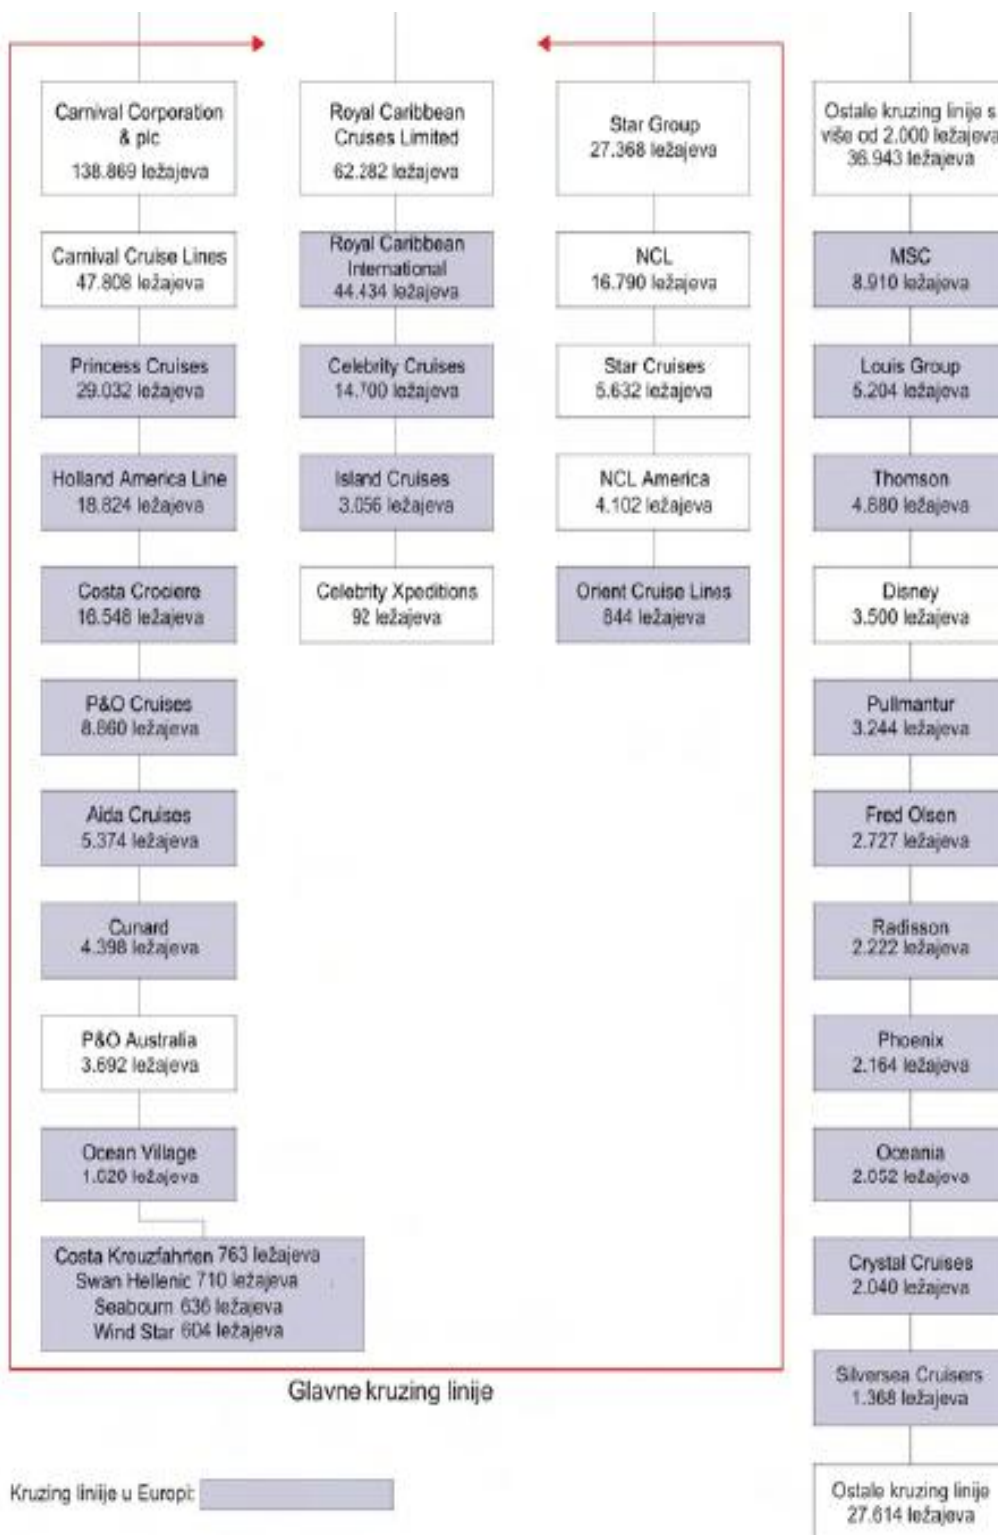 Carnival Corporation
& plc
138.869 ležajeva
Carnival Cruise Lines
47.808 ležajeva
Princess Cruises
29.032 ležajeva
Holland America Line
18.824 ležajeva
Costa Crociere
16.548 ležajeva
P&O Cruises
8.860 ležajeva
Aida Cruises
5.374 ležajeva
Cunard
4.398 ležajeva
P&O Australia
3.692 ležajeva
Ocean Village
1.620 ležajeva
Costa Kreuzfahrten 763 ležajeva
Swan Hellenic 710 ležajeva
Seabourn 636 ležajeva
Wind Star 604 ležajeva
Royal Caribbean
Cruises Limited
62.282 ležajeva
Royal Caribbean
International
44.434 ležajeva
Celebrity Cruises
14.700 ležajeva
Island Cruises
3.056 ležajeva
Celebrity Xpeditions
92 ležajeva
Star Group
27.368 ležajeva
NCL
16.790 ležajeva
Star Cruises
5.632 ležajeva
NCL America
4.102 ležajeva
Orient Cruise Lines
844 ležajeva
Glavne kruzing linije
Ostale kruzing linije s
više od 2.000 ležajeva
36.943 ležajeva
MSC
8.910 ležajeva
Louis Group
5.204 ležajeva
Thomson
4.880 ležajeva
Disney
3.500 ležajeva
Pullmantur
3.244 ležajeva
Fred Olsen
2.727 ležajeva
Radisson
2.222 ležajeva
Phoenix
2.164 ležajeva
Oceania
2.052 ležajeva
Crystal Cruises
2.040 ležajeva
Silversea Cruisers
1.368 ležajeva
Ostale kruzing linije
27.614 ležajeva
Kruzing linije u Europi: